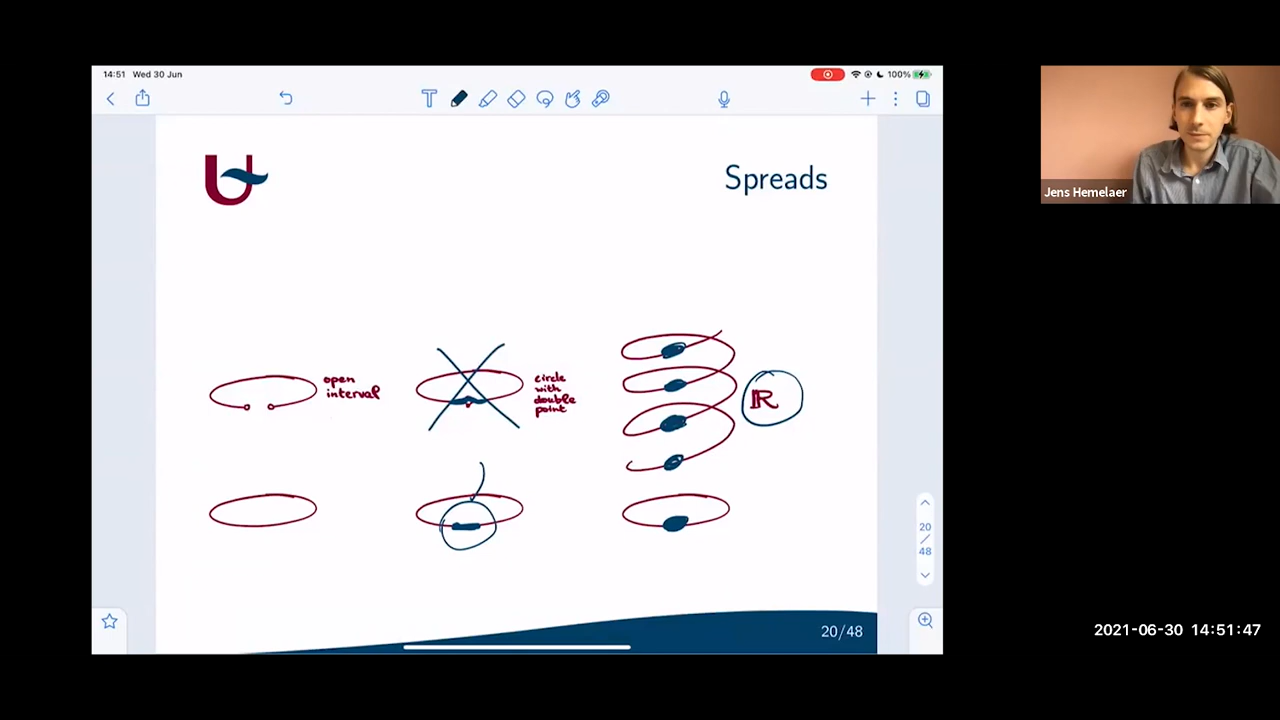 14:51 Wed 30 Jun
100%
Spreads
Jens Hemelaer
open
interval
circle
with
double
point
ℝ
20
/
48
20/48
2021-06-30 14:51:47